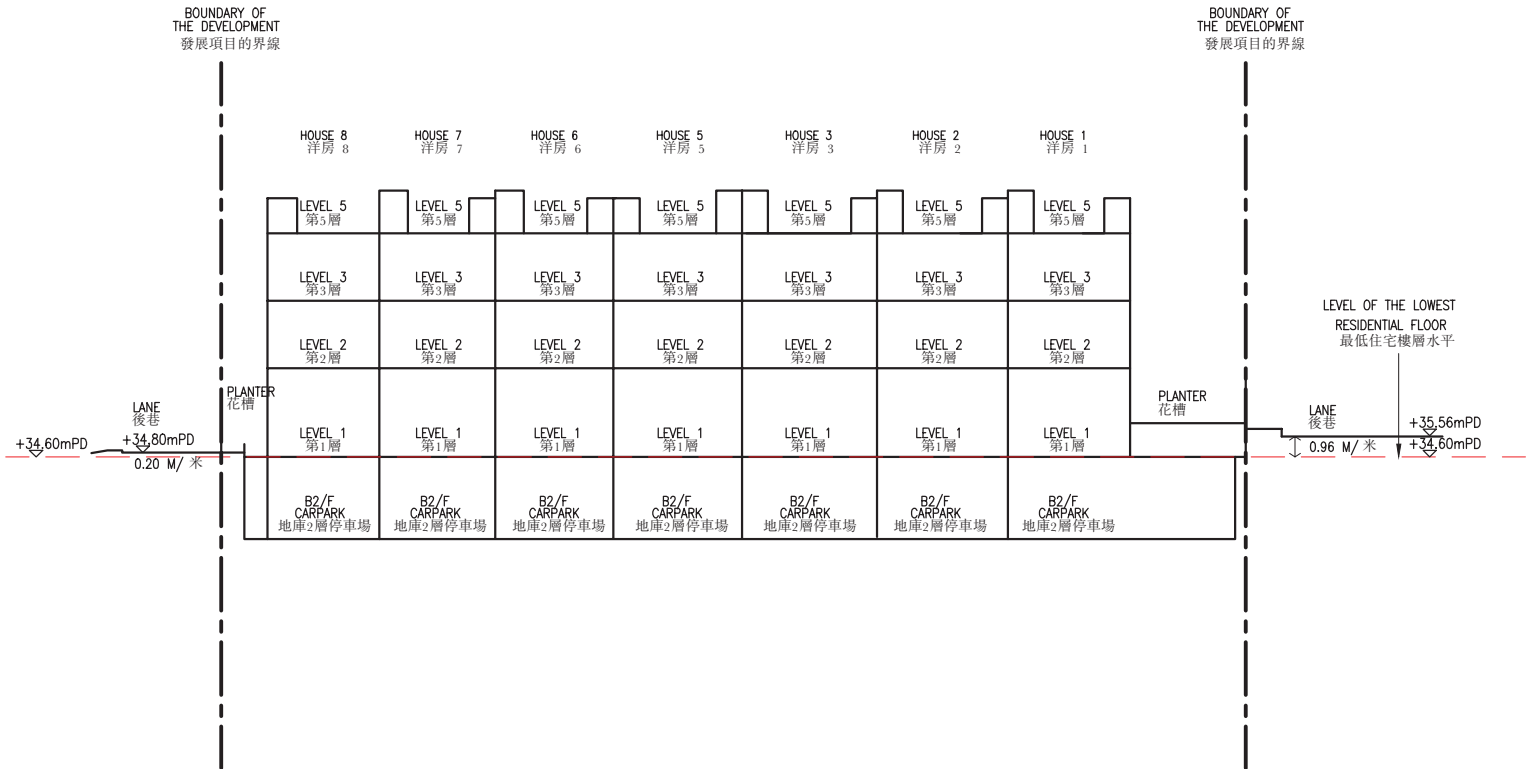 BOUNDARY OF
THE DEVELOPMENT
發展項目的界線
BOUNDARY OF
THE DEVELOPMENT
發展項目的界線
HOUSE 8
洋房 8
HOUSE 7
洋房 7
HOUSE 6
洋房 6
HOUSE 5
洋房 5
HOUSE 3
洋房 3
HOUSE 2
洋房 2
HOUSE 1
洋房 1
LEVEL 5
第5層
LEVEL 5
第5層
LEVEL 5
第5層
LEVEL 5
第5層
LEVEL 5
第5層
LEVEL 5
第5層
LEVEL 5
第5層
LEVEL 3
第3層
LEVEL 3
第3層
LEVEL 3
第3層
LEVEL 3
第3層
LEVEL 3
第3層
LEVEL 3
第3層
LEVEL 3
第3層
LEVEL OF THE LOWEST
RESIDENTIAL FLOOR
最低住宅樓層水平
LEVEL 2
第2層
LEVEL 2
第2層
LEVEL 2
第2層
LEVEL 2
第2層
LEVEL 2
第2層
LEVEL 2
第2層
LEVEL 2
第2層
PLANTER
花槽
PLANTER
花槽
LANE
後巷
LANE
後巷
+34.60mPD
+34.80mPD
0.20 M/ 米
LEVEL 1
第1層
LEVEL 1
第1層
LEVEL 1
第1層
LEVEL 1
第1層
LEVEL 1
第1層
LEVEL 1
第1層
LEVEL 1
第1層
+35.56mPD
0.96 M/ 米
+34.60mPD
B2/F
CARPARK
地庫2層停車場
B2/F
CARPARK
地庫2層停車場
B2/F
CARPARK
地庫2層停車場
B2/F
CARPARK
地庫2層停車場
B2/F
CARPARK
地庫2層停車場
B2/F
CARPARK
地庫2層停車場
B2/F
CARPARK
地庫2層停車場